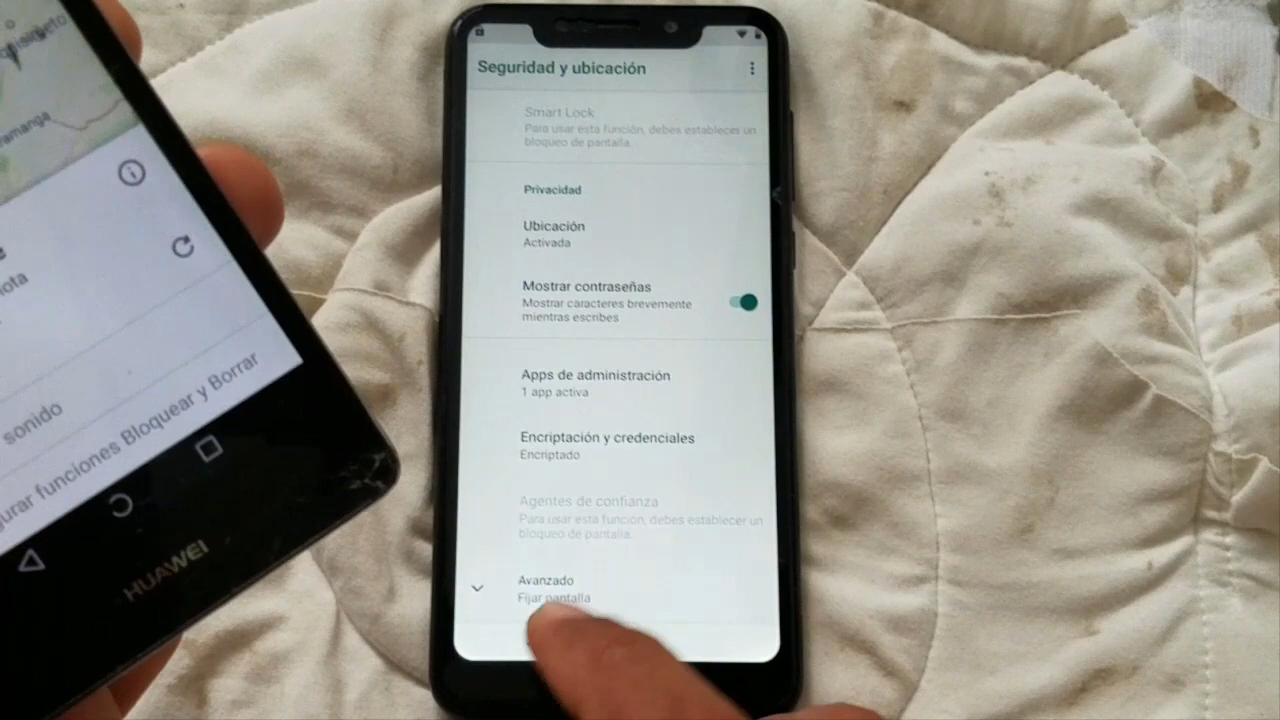 Seguridad y ubicación
Smart Lock
Para usar esta función, debes estableces un
bloqueo de pantalla.
Privacidad
Ubicación
Activada
Mostrar contraseñas
Mostrar caracteres brevemente
mientras escribes
Apps de administración
1 app activa
Encriptación y credenciales
Encriptado
Agentes de confianza
Para usar esta función, debes establecer un
bloqueo de pantalla.
Avanzado
Fijar pantalla
sonido
funciones Bloquear y Borrar
HUAWEI